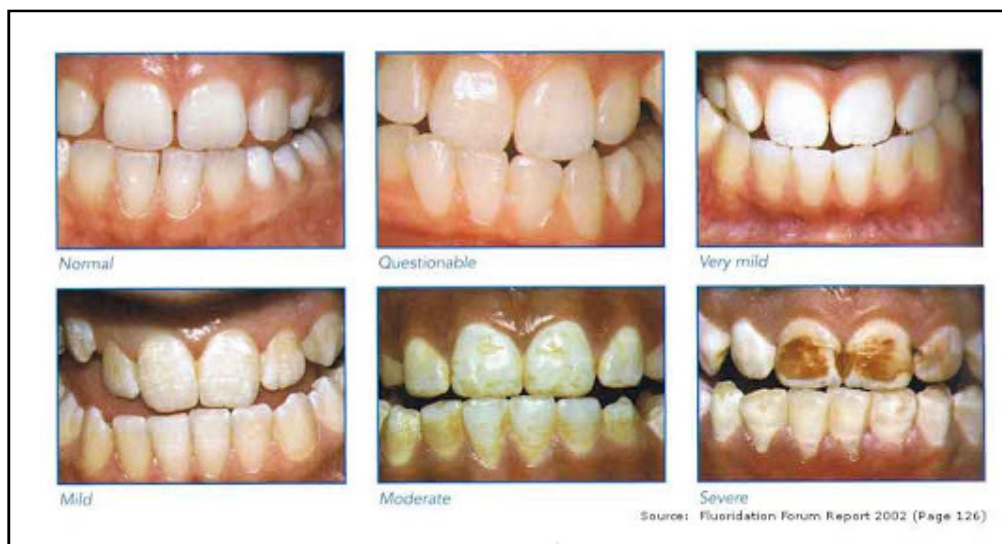 Normal
Questionable
Very mild
Mild
Moderate
Severe
Source: Fluoridation Forum Report 2002 (Page 126)